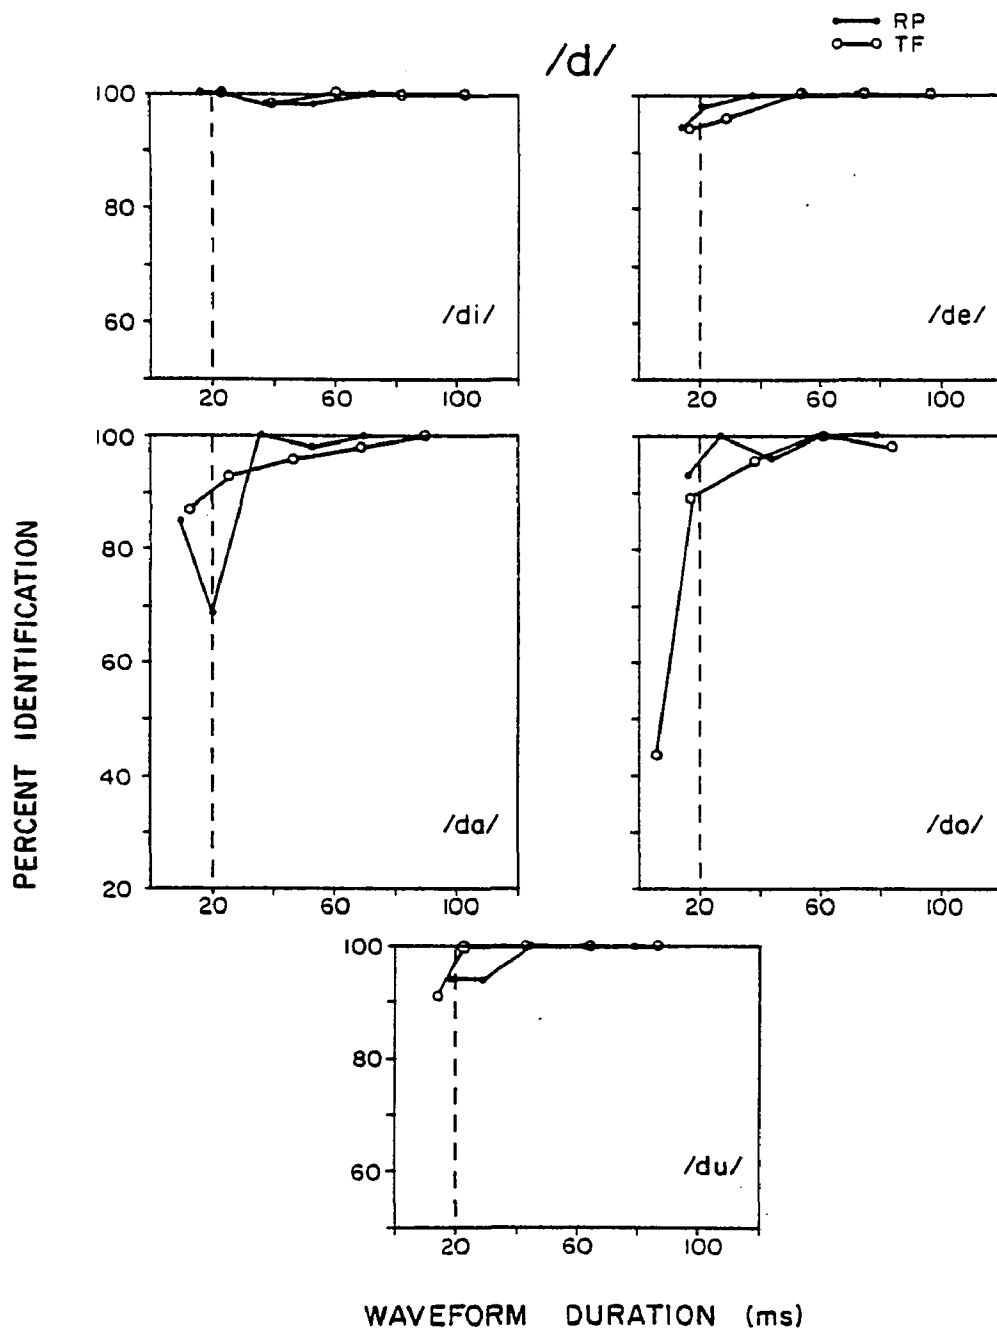 RP
TF
/d/
100
80
60
20 60 100
/di/
20 60 100
/de/
PERCENT IDENTIFICATION
100
80
60
40
20
20 60 100
/da/
20 60 100
/do/
100
80
60
20 60 100
/du/
WAVEFORM DURATION (ms)